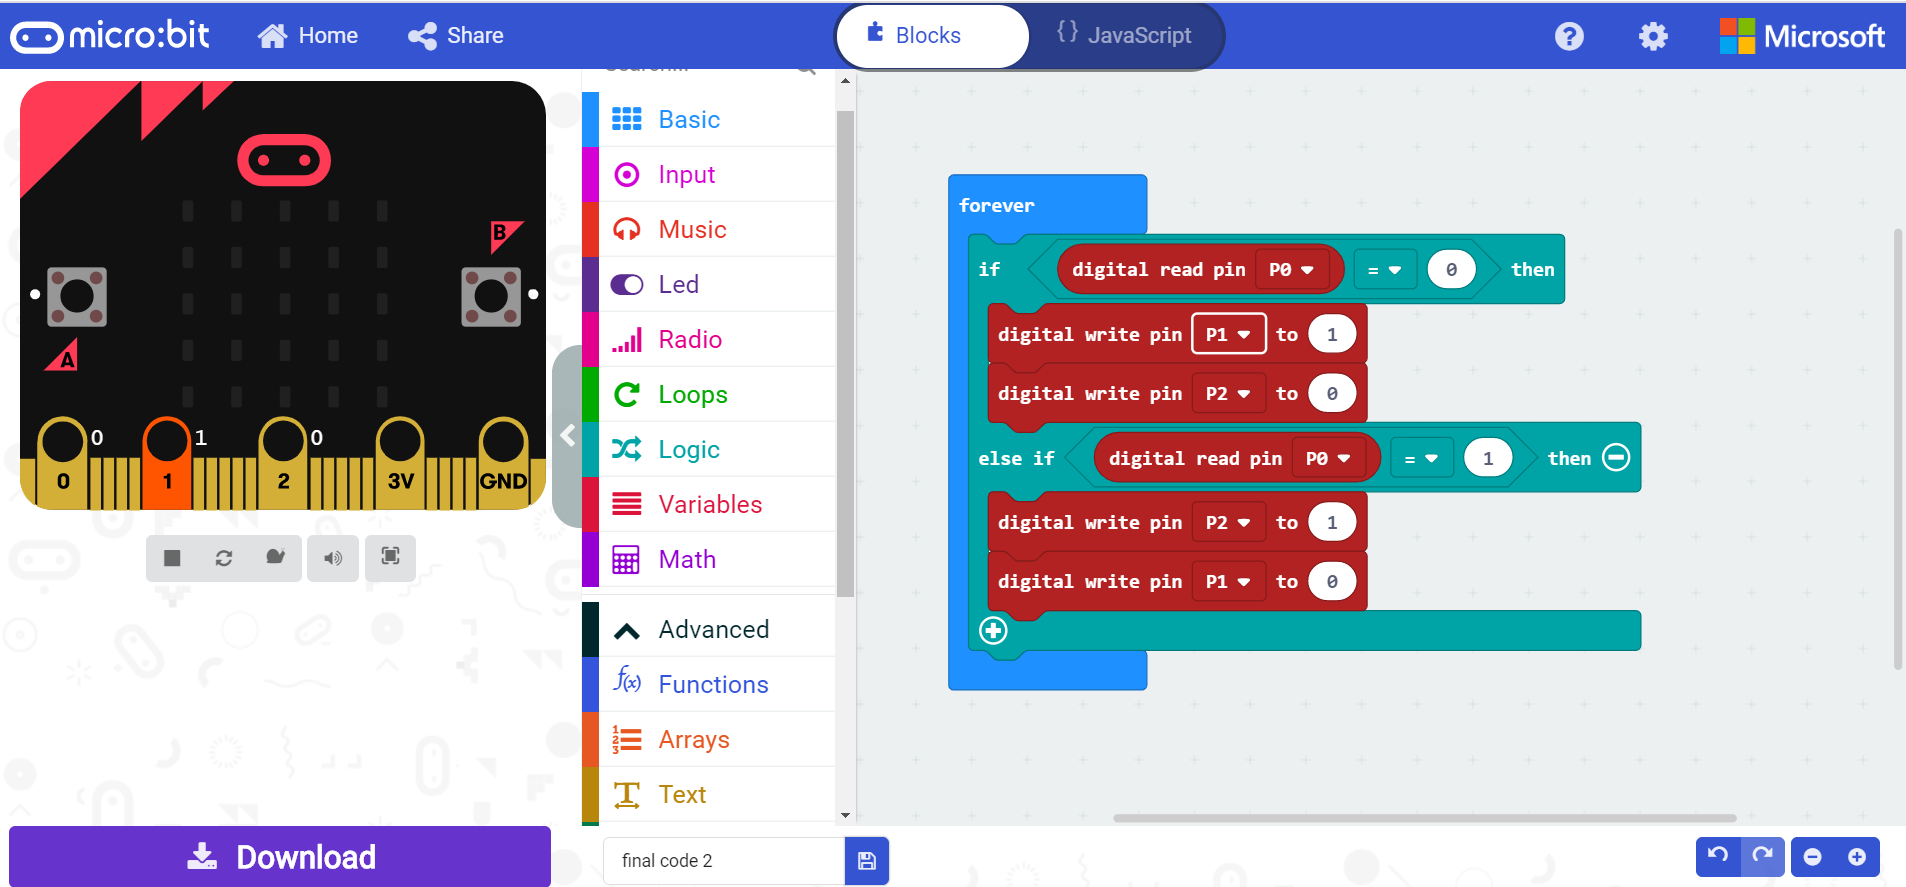 micro:bit
Home
Share
Blocks
{} JavaScript
?
Microsoft
B
A
0
1
0
0
1
2
3V
GND
Basic
Input
Music
Led
Radio
Loops
Logic
Variables
Math
Advanced
f(x) Functions
Arrays
Text
forever
if digital read pin P0 = 0 then
digital write pin P1 to 1
digital write pin P2 to 0
else if digital read pin P0 = 1 then
digital write pin P2 to 1
digital write pin P1 to 0
Download
final code 2